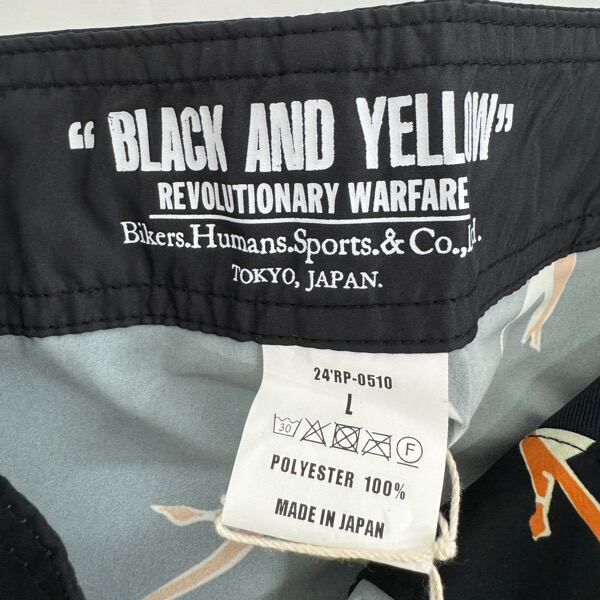 “BLACK AND YELLOW”
REVOLUTIONARY WARFARE
Bikers.Humans.Sports.& Co.,Ltd.
TOKYO, JAPAN.
24'RP-0510
L
30 F
POLYESTER 100%
MADE IN JAPAN